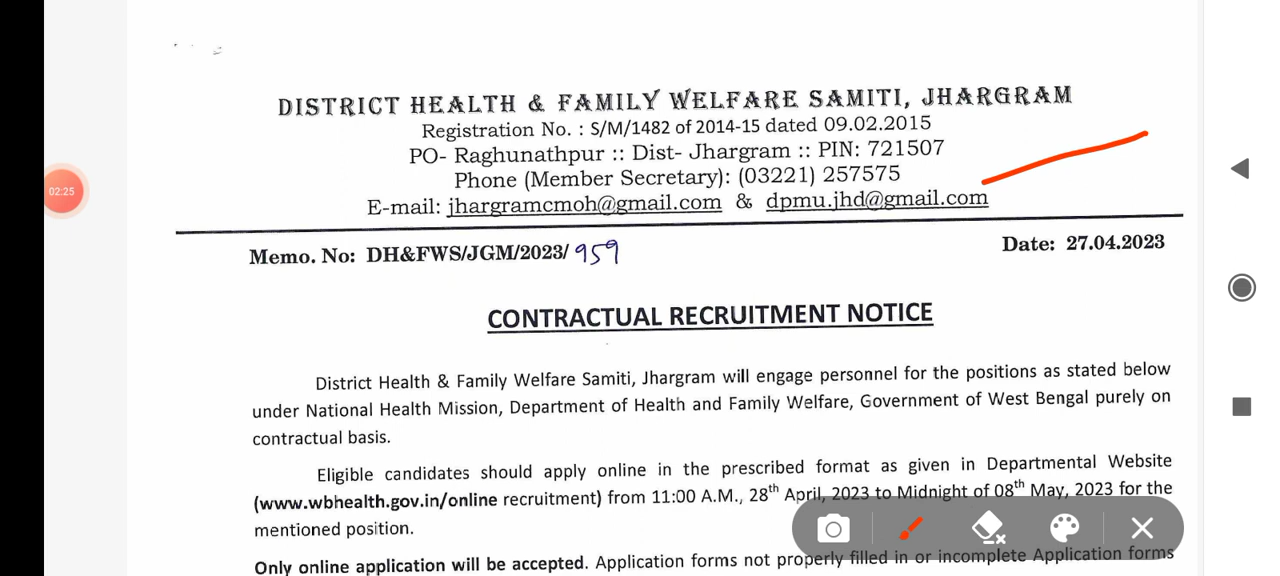 DISTRICT HEALTH & FAMILY WELFARE SAMITI, JHARGRAM
Registration No. : S/M/1482 of 2014-15 dated 09.02.2015
PO- Raghunathpur :: Dist- Jhargram :: PIN: 721507
Phone (Member Secretary): (03221) 257575
02:25
E-mail: jhargramcmoh@gmail.com & dpmu.jhd@gmail.com
Memo. No: DH&FWS/JGM/2023/959 Date: 27.04.2023
CONTRACTUAL RECRUITMENT NOTICE
District Health & Family Welfare Samiti, Jhargram will engage personnel for the positions as stated below
under National Health Mission, Department of Health and Family Welfare, Government of West Bengal purely on
contractual basis.
Eligible candidates should apply online in the prescribed format as given in Departmental Website
(www.wbhealth.gov.in/online recruitment) from 11:00 A.M., 28th April, 2023 to Midnight of 08th May, 2023 for the
mentioned position.
Only online application will be accepted. Application forms not properly filled in or incomplete Application forms